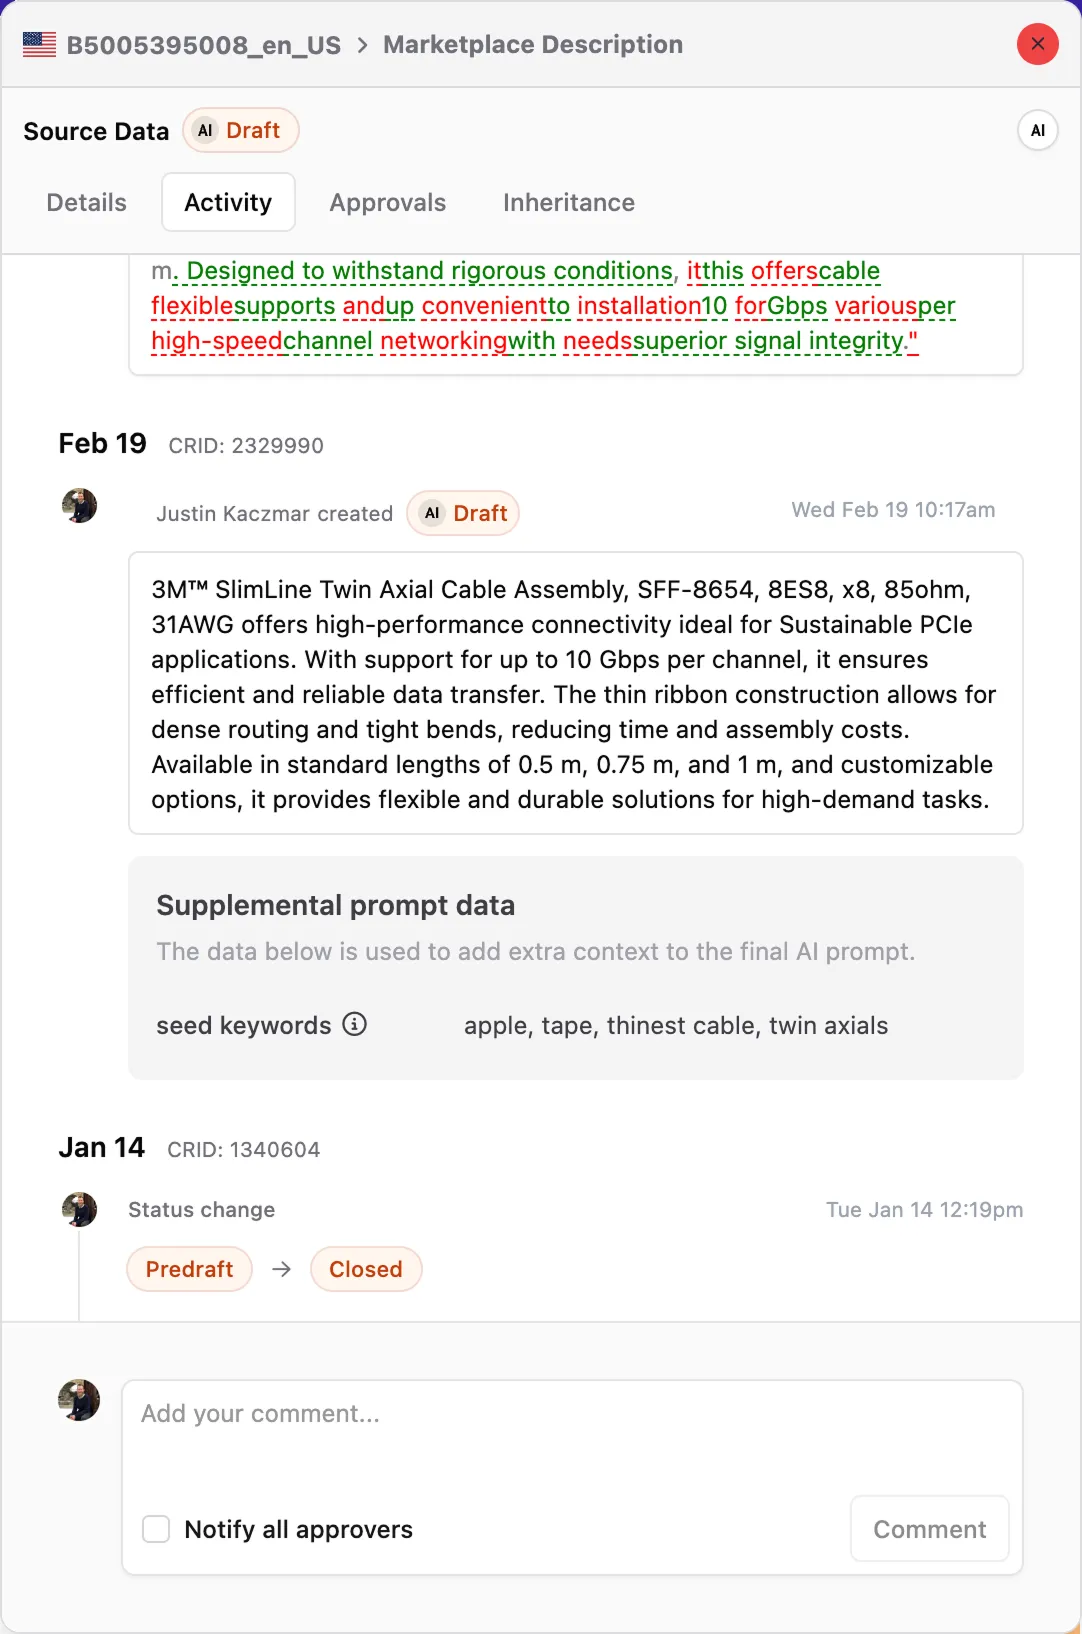 B5005395008_en_US > Marketplace Description
Source Data AI Draft AI
Details Activity Approvals Inheritance
m. Designed to withstand rigorous conditions, itthisofferscable
flexiblesupports andup convenientto installation10 forGbps variousper
high-speedchannel networkingwith needssuperior signal integrity."
Feb 19 CRID: 2329990
Justin Kaczmar created AI Draft Wed Feb 19 10:17am
3M™ SlimLine Twin Axial Cable Assembly, SFF-8654, 8ES8, x8, 85ohm,
31AWG offers high-performance connectivity ideal for Sustainable PCIe
applications. With support for up to 10 Gbps per channel, it ensures
efficient and reliable data transfer. The thin ribbon construction allows for
dense routing and tight bends, reducing time and assembly costs.
Available in standard lengths of 0.5 m, 0.75 m, and 1 m, and customizable
options, it provides flexible and durable solutions for high-demand tasks.
Supplemental prompt data
The data below is used to add extra context to the final AI prompt.
seed keywords apple, tape, thinest cable, twin axials
Jan 14 CRID: 1340604
Status change Tue Jan 14 12:19pm
Predraft → Closed
Add your comment...
Notify all approvers Comment